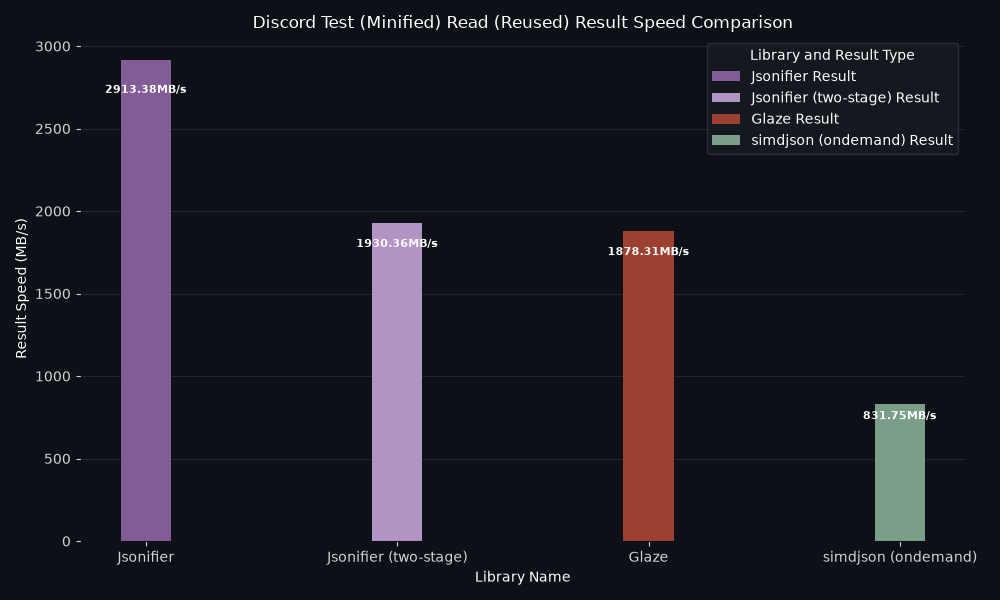 Discord Test (Minified) Read (Reused) Result Speed Comparison
Library and Result Type
Jsonifier Result
Jsonifier (two-stage) Result
Glaze Result
simdjson (ondemand) Result
Result Speed (MB/s)
3000
2500
2000
1500
1000
500
0
2913.38MB/s
1930.36MB/s
1878.31MB/s
831.75MB/s
Jsonifier
Jsonifier (two-stage)
Glaze
simdjson (ondemand)
Library Name